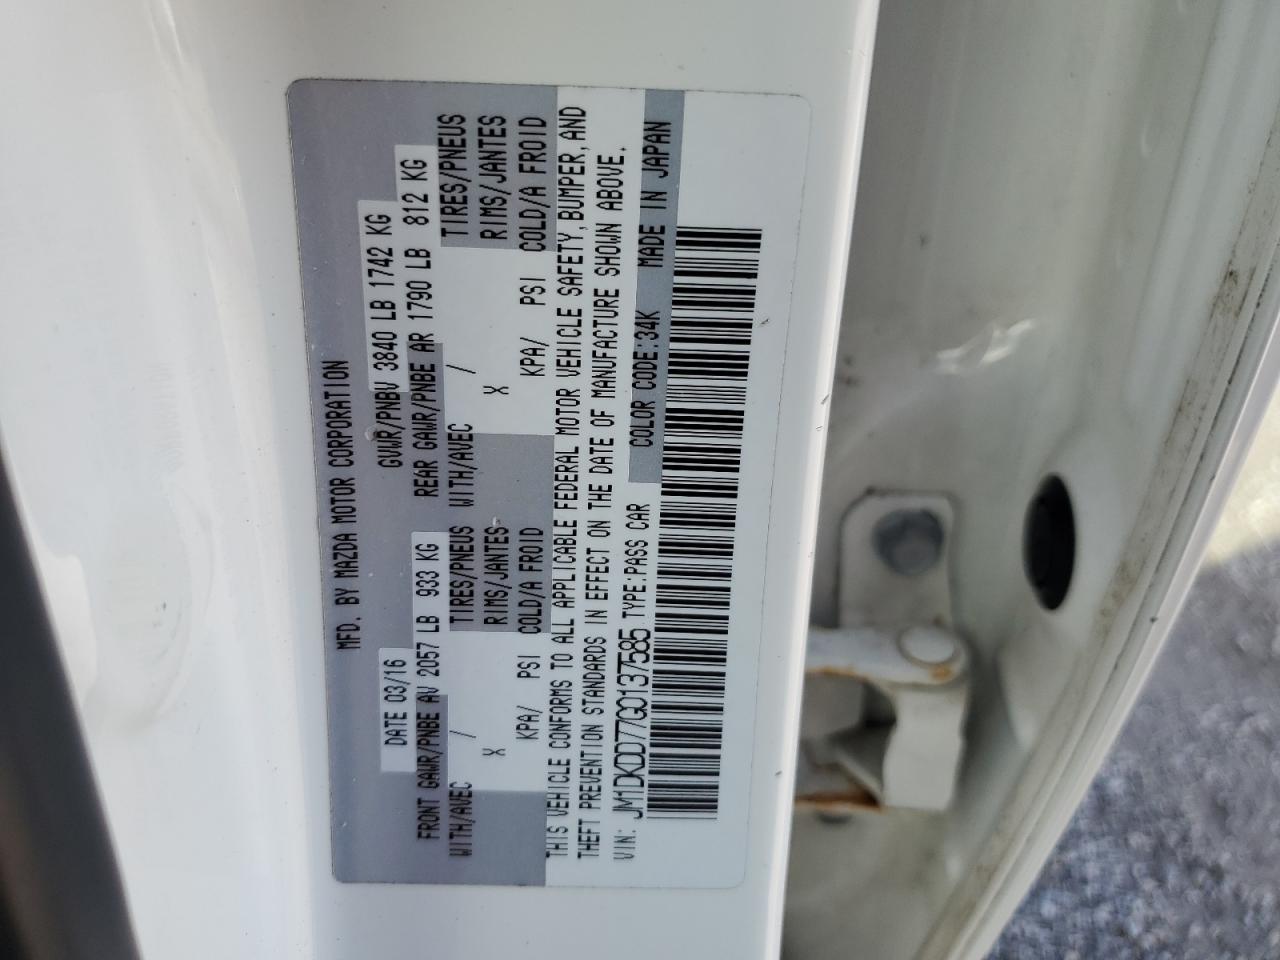 MFD. BY MAZDA MOTOR CORPORATION
DATE 03/16 GVWR/PNBV 3840 LB 1742 KG
FRONT GAWR/PNBE AV 2057 LB 933 KG REAR GAWR/PNBE AR 1790 LB 812 KG
WITH/AVEC / TIRES/PNEUS WITH/AVEC / TIRES/PNEUS
X RIMS/JANTES X RIMS/JANTES
KPA/ PSI COLD/A FROID KPA/ PSI COLD/A FROID
THIS VEHICLE CONFORMS TO ALL APPLICABLE FEDERAL MOTOR VEHICLE SAFETY, BUMPER, AND
THEFT PREVENTION STANDARDS IN EFFECT ON THE DATE OF MANUFACTURE SHOWN ABOVE.
VIN: JM1DKDD77G0137585 TYPE:PASS CAR COLOR CODE:34K MADE IN JAPAN